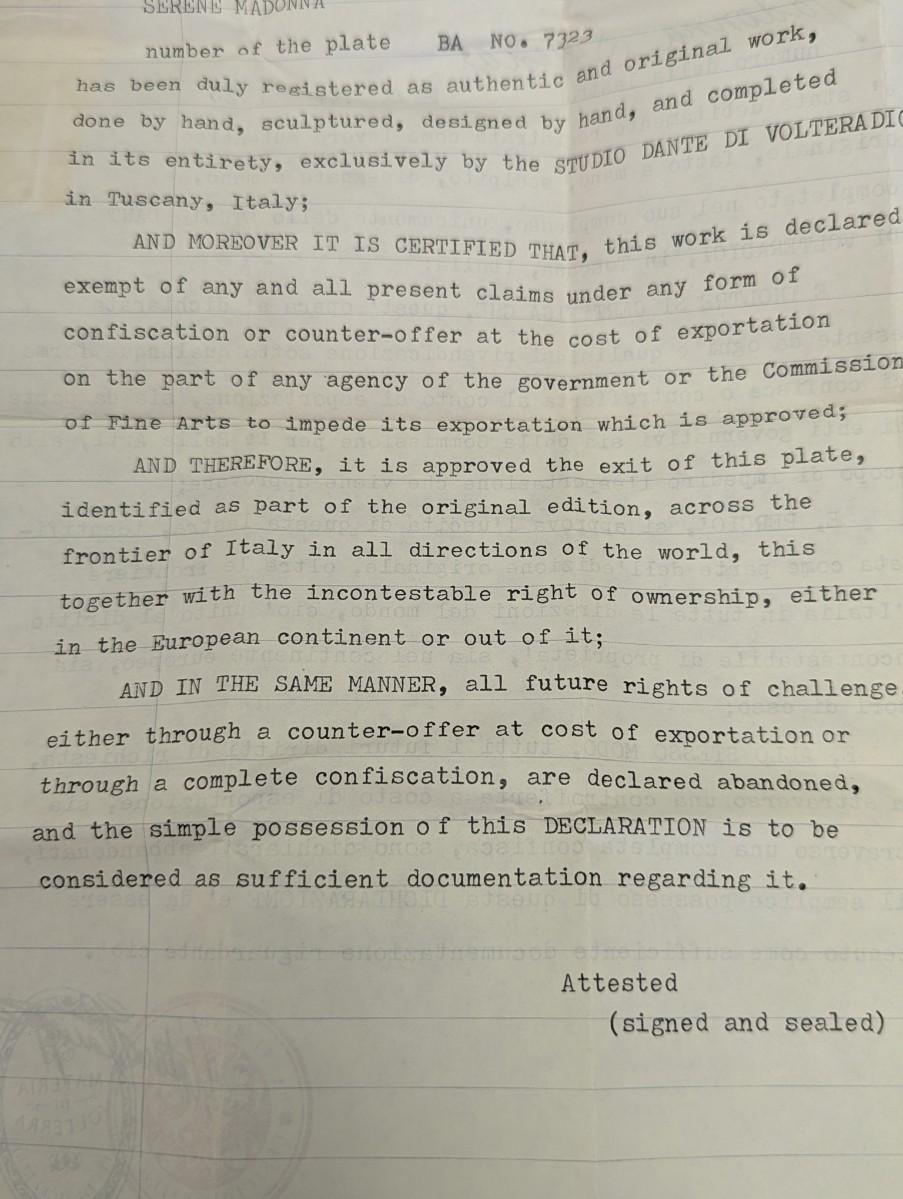 SERENE MADONNA
number of the plate BA NO. 7323
has been duly registered as authentic and original work,
done by hand, sculptured, designed by hand, and completed
in its entirety, exclusively by the STUDIO DANTE DI VOLTERADIC
in Tuscany, Italy;
AND MOREOVER IT IS CERTIFIED THAT, this work is declared
exempt of any and all present claims under any form of
confiscation or counter-offer at the cost of exportation
on the part of any agency of the government or the Commission
of Fine Arts to impede its exportation which is approved;
AND THEREFORE, it is approved the exit of this plate,
identified as part of the original edition, across the
frontier of Italy in all directions of the world, this
together with the incontestable right of ownership, either
in the European continent or out of it;
AND IN THE SAME MANNER, all future rights of challenge
either through a counter-offer at cost of exportation or
through a complete confiscation, are declared abandoned,
and the simple possession of this DECLARATION is to be
considered as sufficient documentation regarding it.
Attested
(signed and sealed)